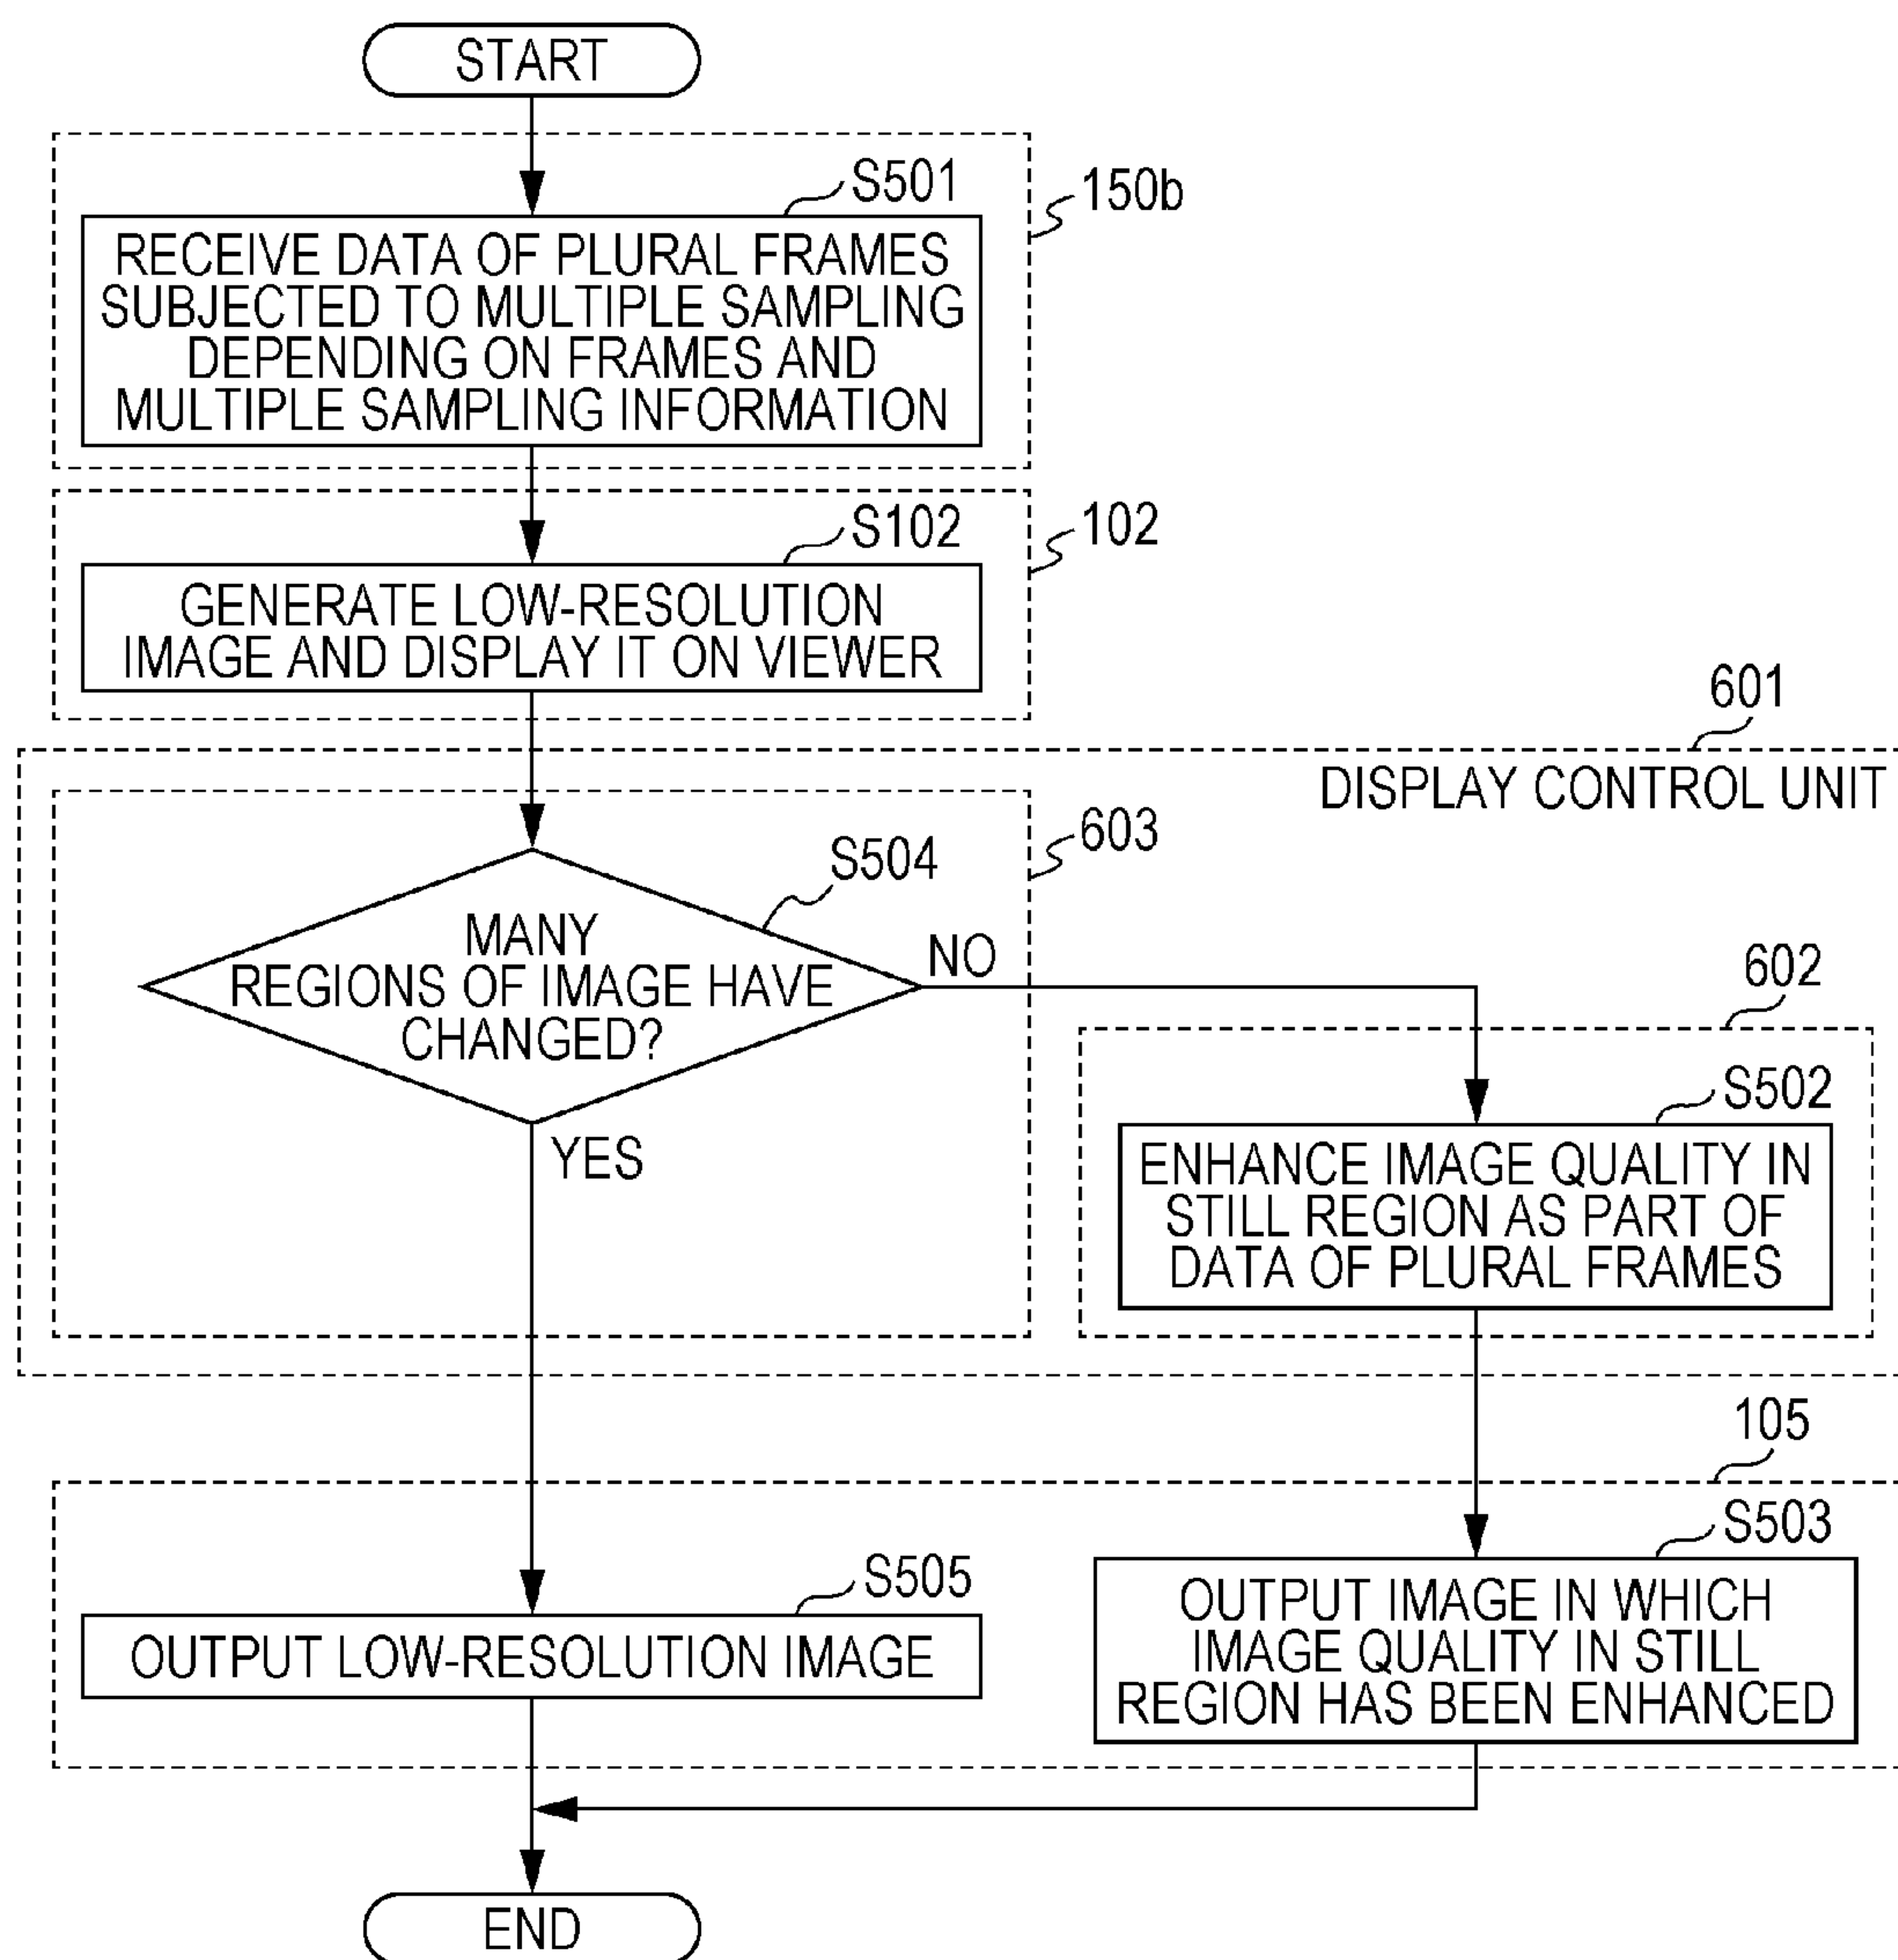 START
S501
150b
RECEIVE DATA OF PLURAL FRAMES
SUBJECTED TO MULTIPLE SAMPLING
DEPENDING ON FRAMES AND
MULTIPLE SAMPLING INFORMATION
S102
102
GENERATE LOW-RESOLUTION
IMAGE AND DISPLAY IT ON VIEWER
601
DISPLAY CONTROL UNIT
603
S504
MANY
REGIONS OF IMAGE HAVE
CHANGED?
NO
YES
602
S502
ENHANCE IMAGE QUALITY IN
STILL REGION AS PART OF
DATA OF PLURAL FRAMES
105
S505
OUTPUT LOW-RESOLUTION IMAGE
S503
OUTPUT IMAGE IN WHICH
IMAGE QUALITY IN STILL
REGION HAS BEEN ENHANCED
END